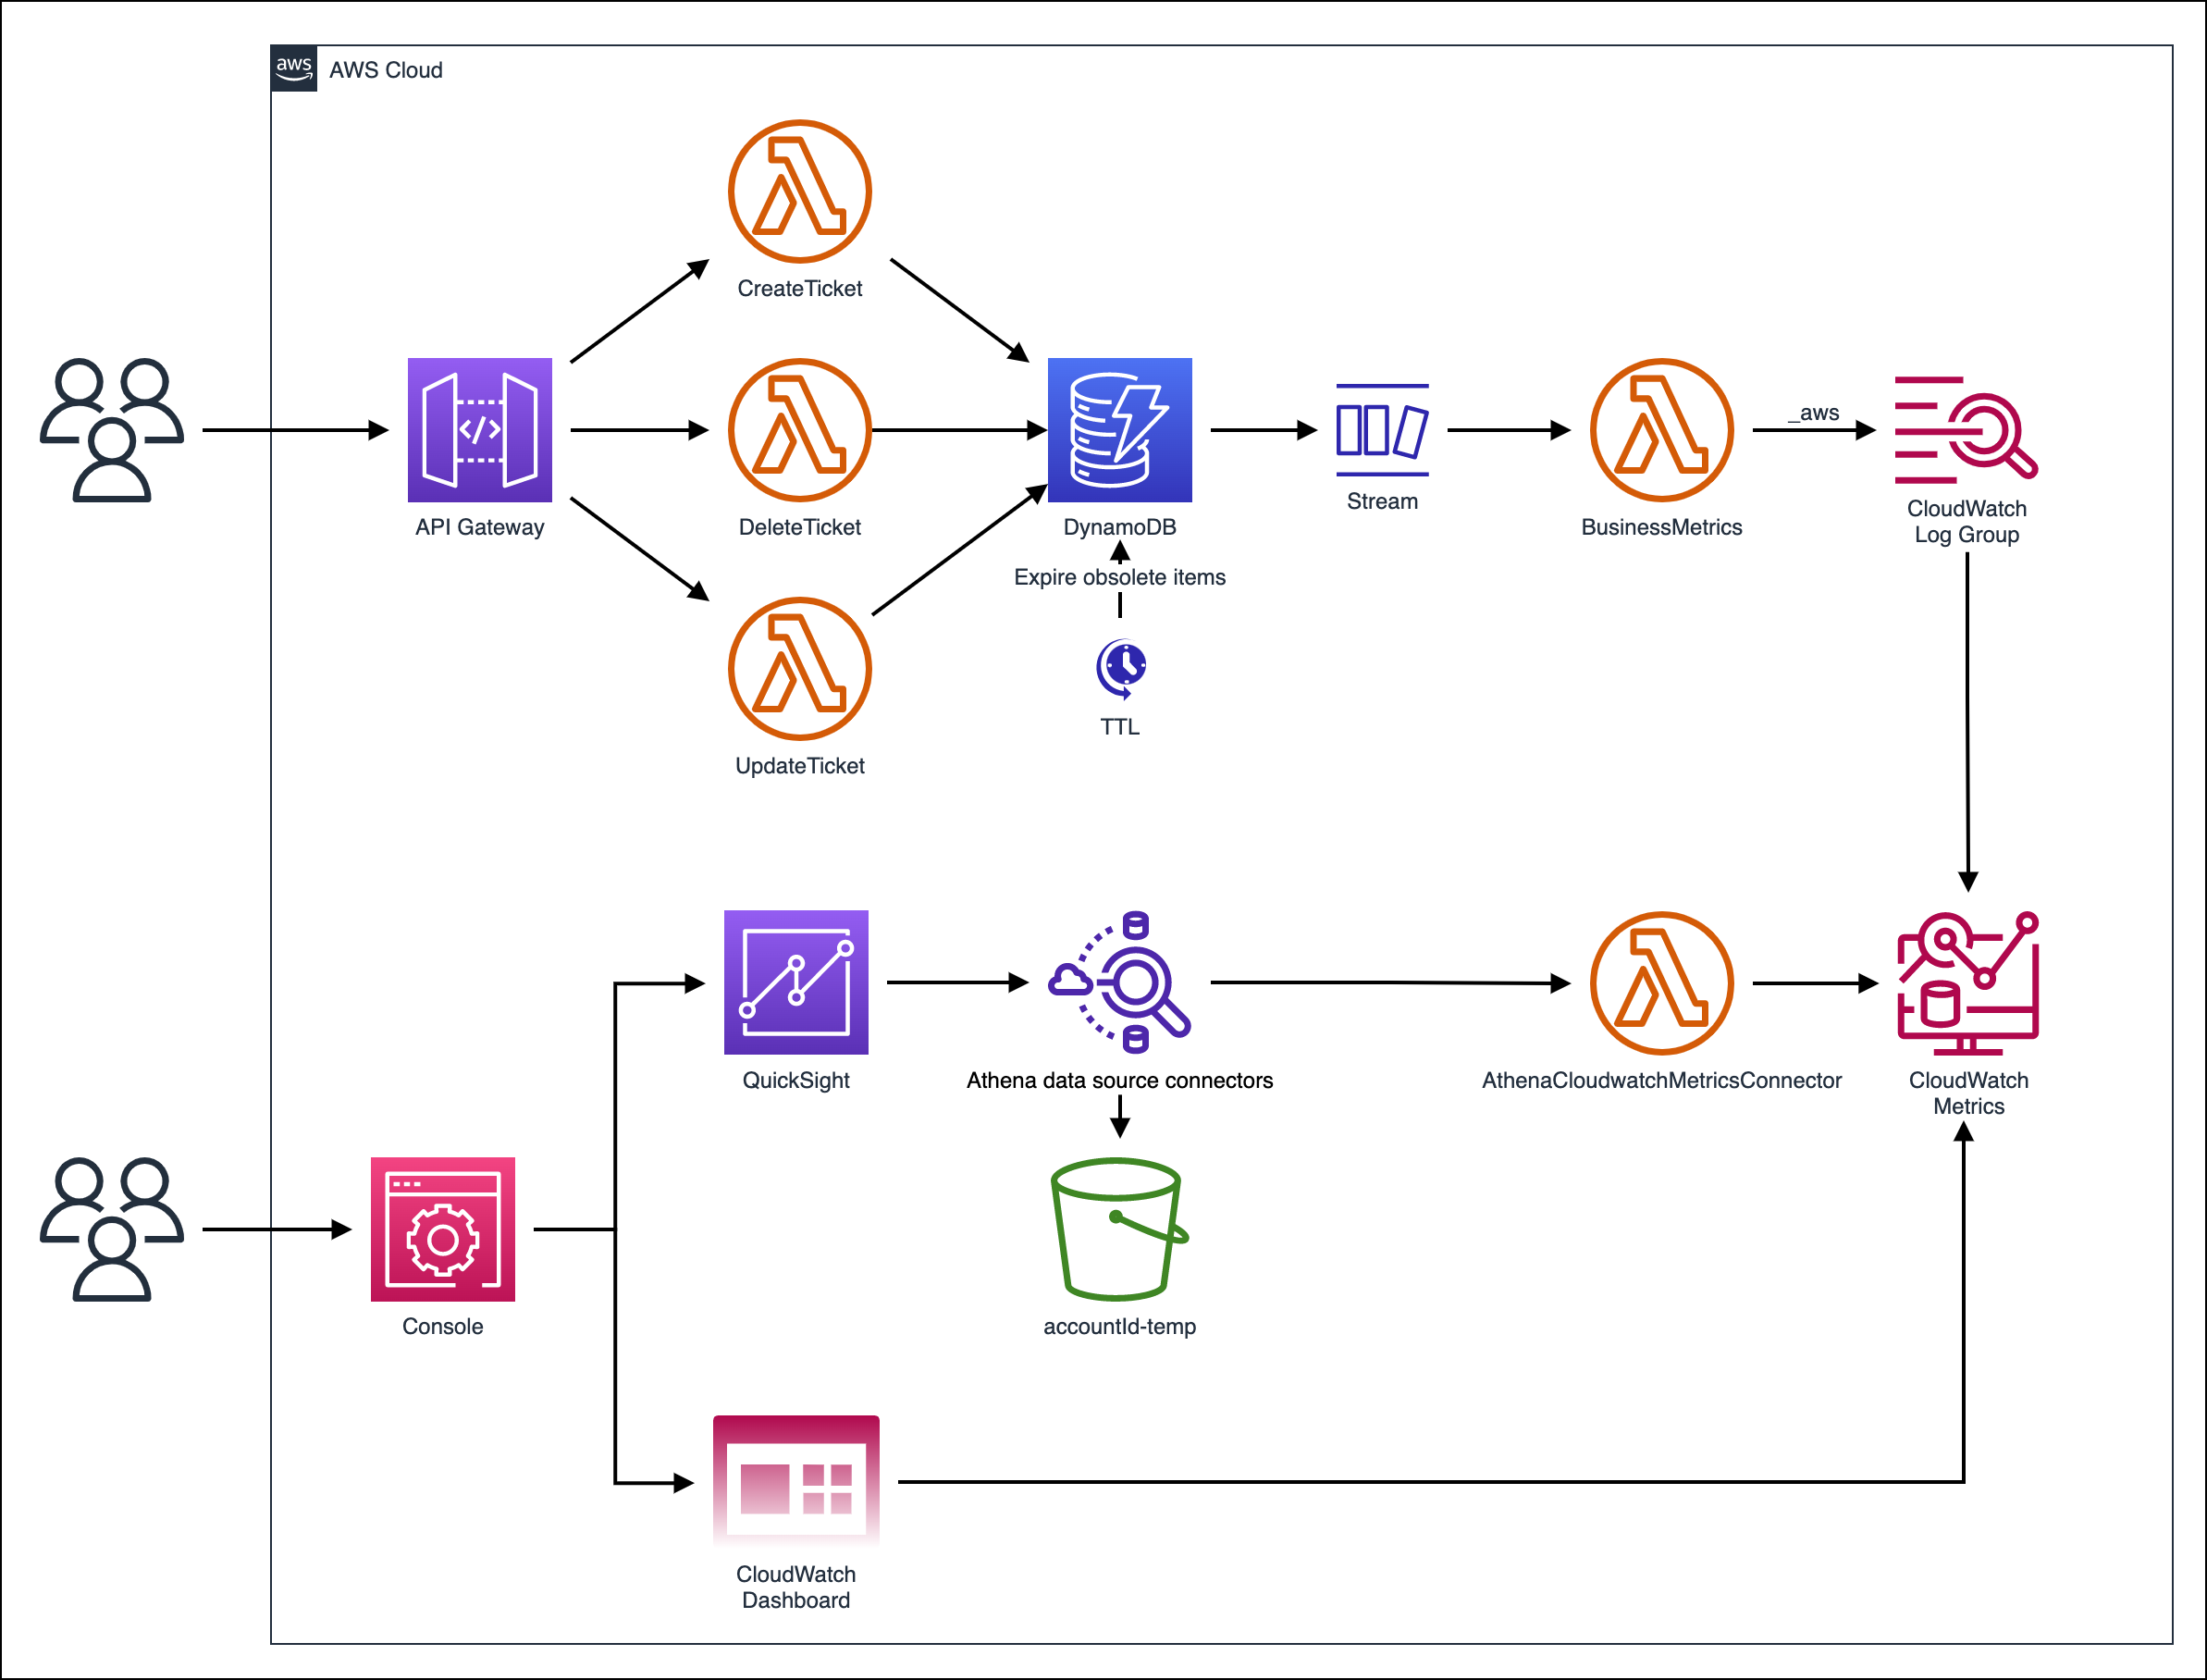 aws
AWS Cloud
CreateTicket
API Gateway
DeleteTicket
DynamoDB
Stream
BusinessMetrics
_aws
CloudWatch
Log Group
Expire obsolete items
TTL
UpdateTicket
QuickSight
Athena data source connectors
AthenaCloudwatchMetricsConnector
CloudWatch
Metrics
Console
accountId-temp
CloudWatch
Dashboard